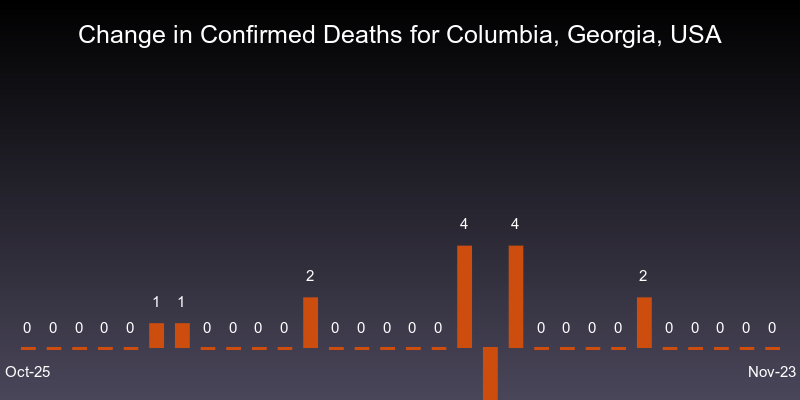 Change in Confirmed Deaths for Columbia, Georgia, USA
4 4
2 2
1 1
0 0 0 0 0 0 0 0 0 0 0 0 0 0 0 0 0 0 0 0 0 0 0
Oct-25 Nov-23